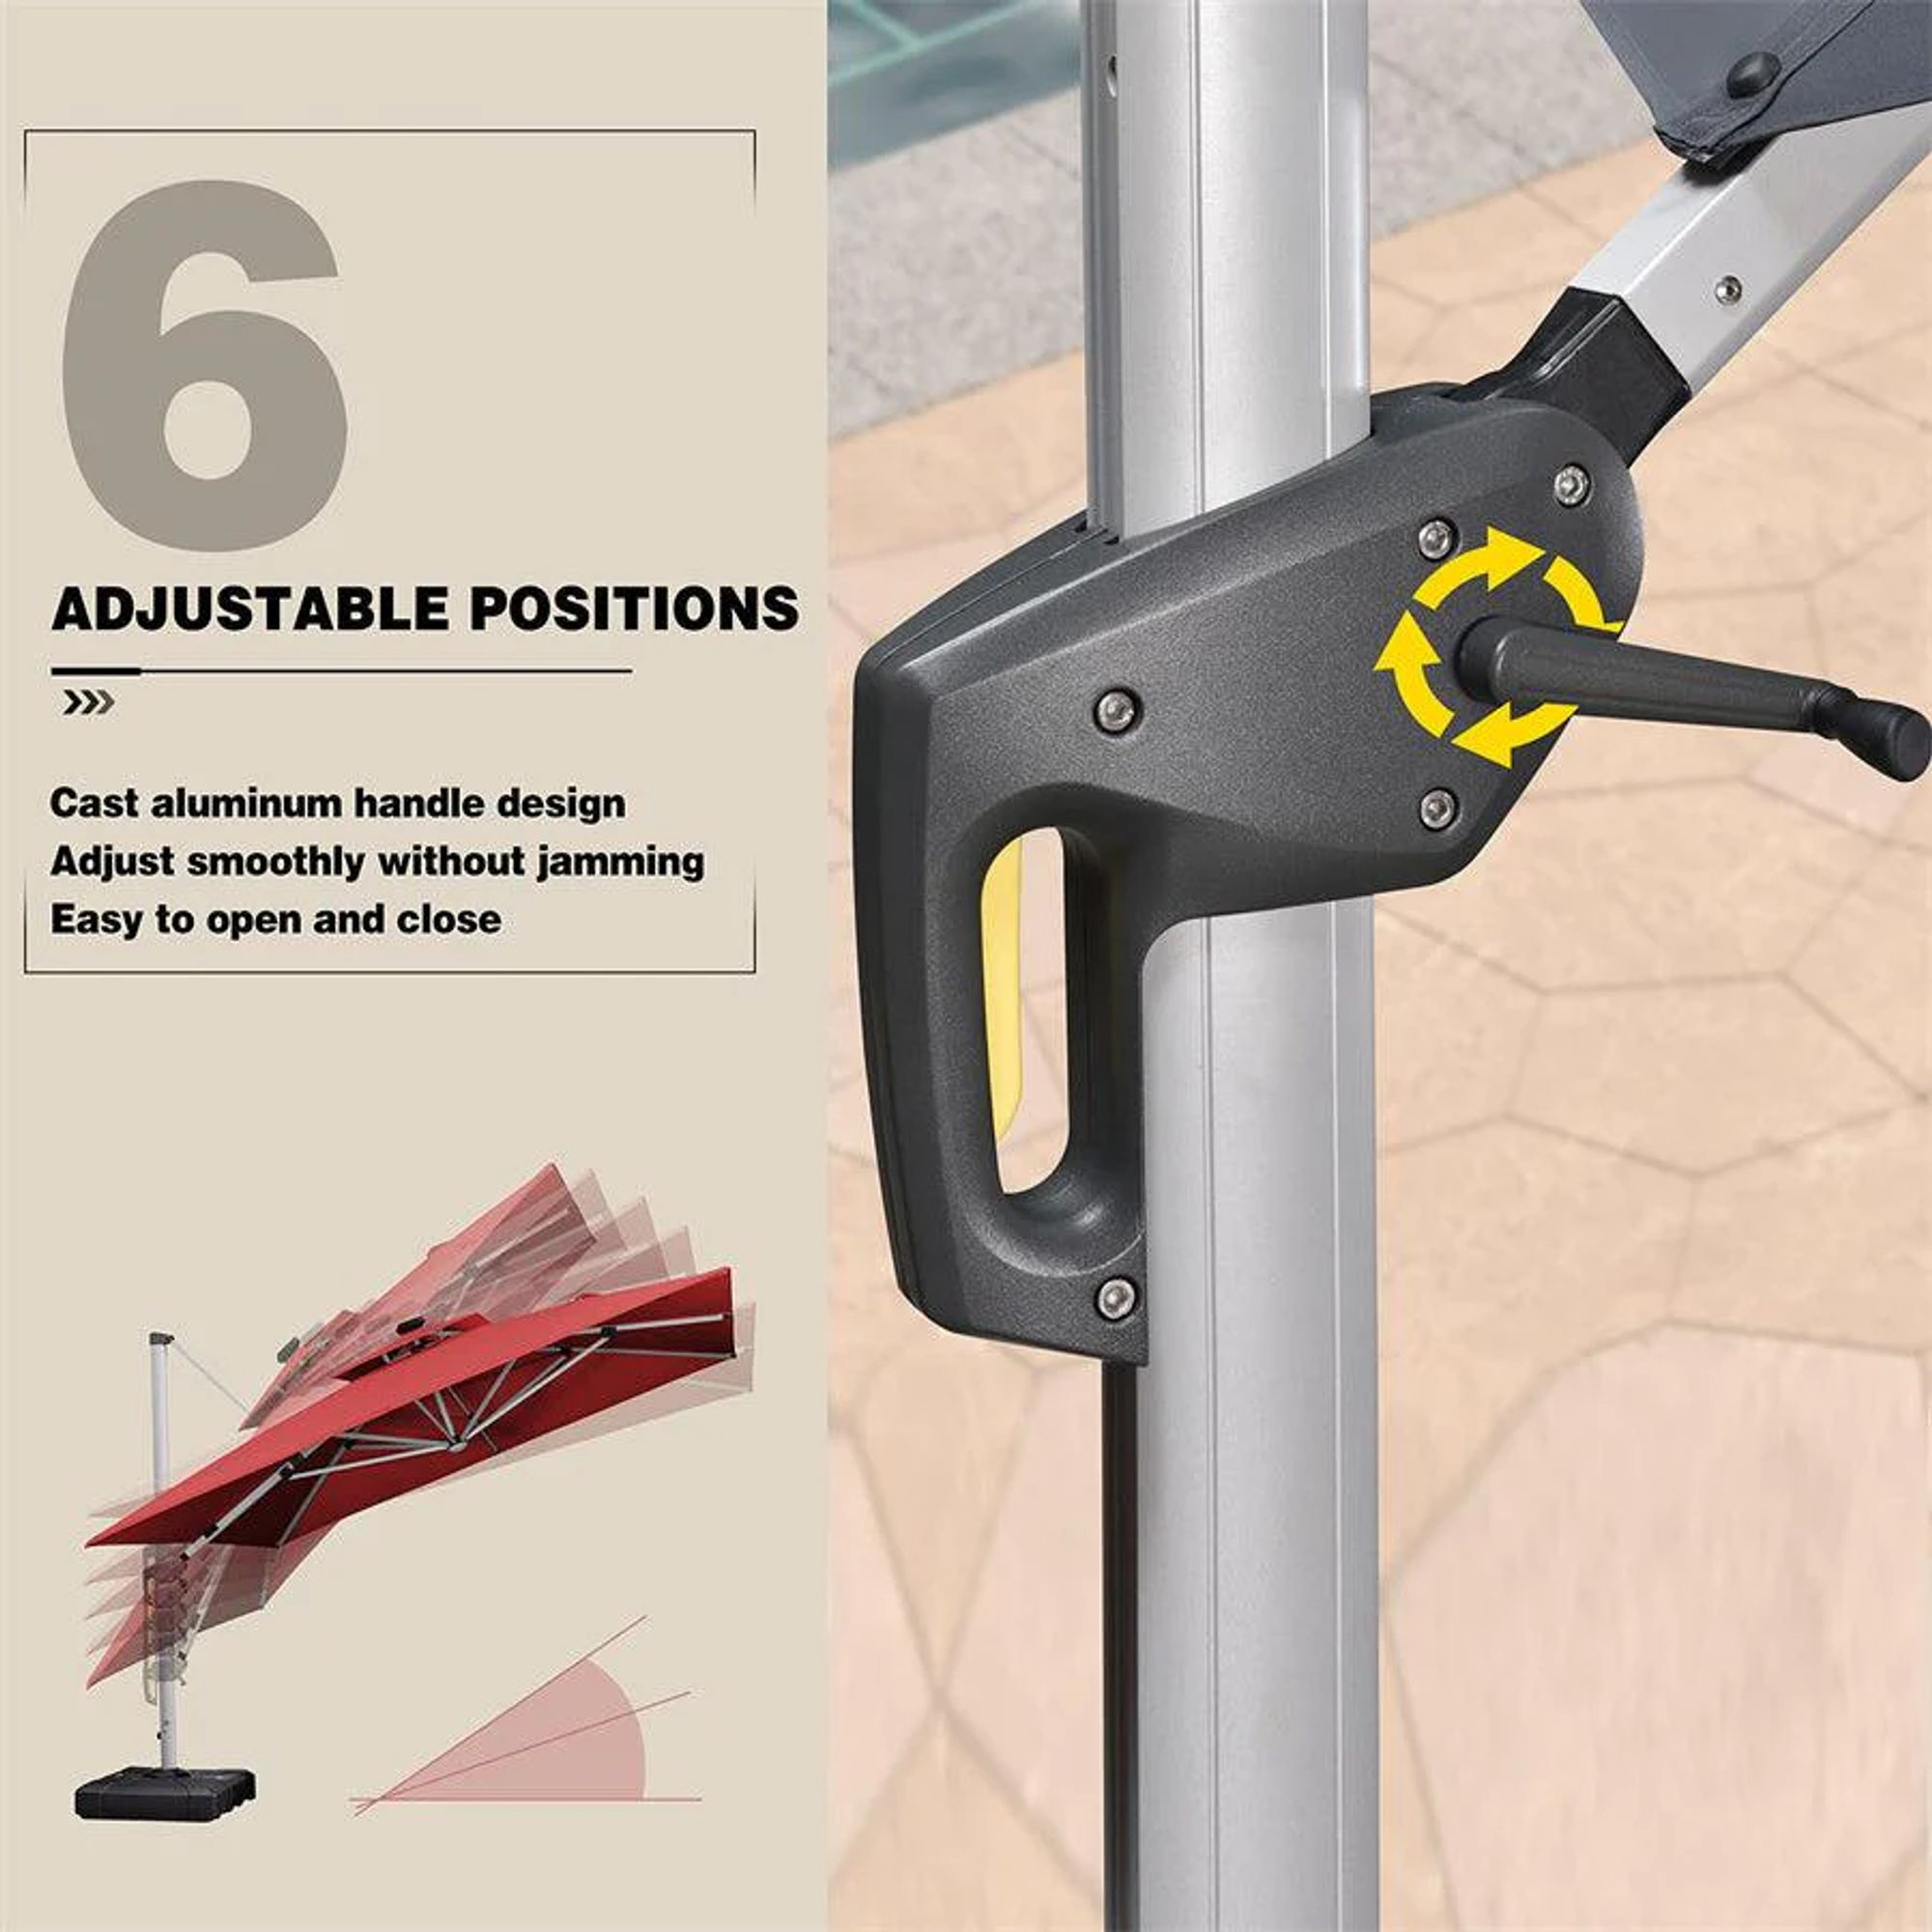 6
ADJUSTABLE POSITIONS
Cast aluminum handle design
Adjust smoothly without jamming
Easy to open and close